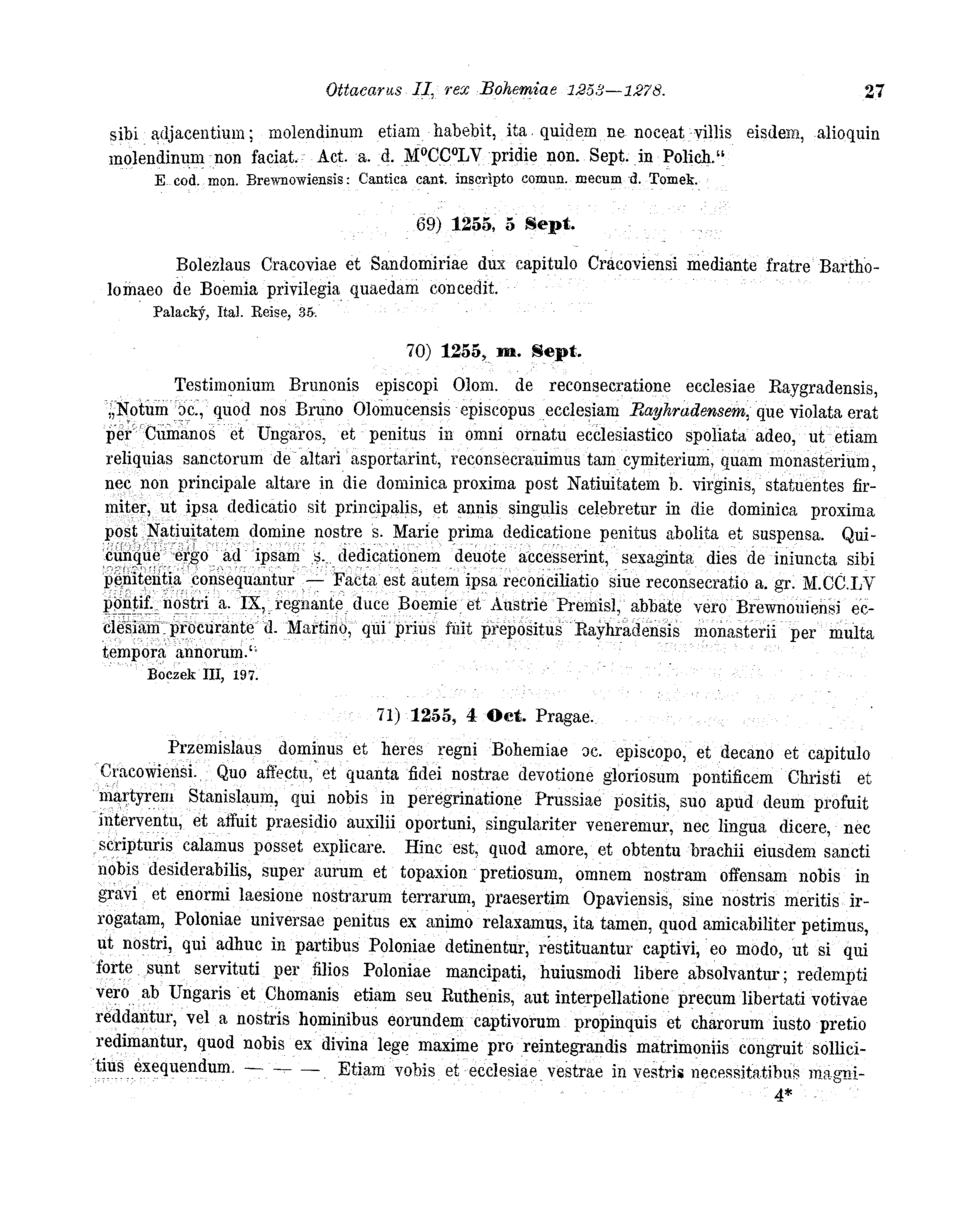 Ottacarus II, rex Bohemiae 1253—1278. 27
sibi adjacentium; molendinum etiam habebit, ita quidem ne noceat villis eisdem, alioquin
molendinum non faciat. Act. a. d. M⁰CC⁰LV pridie non. Sept. in Polich.“
E cod. mon. Brewnowiensis: Cantica cant. inscripto comun. mecum d. Tomek.
69) 1255, 5 Sept.
Bolezlaus Cracoviae et Sandomiriae dux capitulo Cracoviensi mediante fratre Bartho-
lomaeo de Boemia privilegia quaedam concedit.
Palacký, Ital. Reise, 35.
70) 1255, m. Sept.
Testimonium Brunonis episcopi Olom. de reconsecratione ecclesiae Raygradensis,
„Notum ɔc., quod nos Bruno Olomucensis episcopus ecclesiam Rayhradensem, que violata erat
per Cumanos et Ungaros, et penitus in omni ornatu ecclesiastico spoliata adeo, ut etiam
reliquias sanctorum de altari asportarint, reconsecrauimus tam cymiterium, quam monasterium,
nec non principale altare in die dominica proxima post Natiuitatem b. virginis, statuentes fir-
miter, ut ipsa dedicatio sit principalis, et annis singulis celebretur in die dominica proxima
post Natiuitatem domine nostre s. Marie prima dedicatione penitus abolita et suspensa. Qui-
cunque ergo ad ipsam s. dedicationem deuote accesserint, sexaginta dies de iniuncta sibi
penitentia consequantur — Facta est autem ipsa reconciliatio siue reconsecratio a. gr. M.CC.LV
pontif. nostri a. IX, regnante duce Boemie et Austrie Premisl, abbate vero Brewnouiensi ec-
clesiam procurante d. Martino, qui prius fuit prepositus Rayhradensis monasterii per multa
tempora annorum.“
Boczek III, 197.
71) 1255, 4 Oct. Pragae.
Przemislaus dominus et heres regni Bohemiae ɔc. episcopo, et decano et capitulo
Cracowiensi. Quo affectu, et quanta fidei nostrae devotione gloriosum pontificem Christi et
martyrem Stanislaum, qui nobis in peregrinatione Prussiae positis, suo apud deum profuit
interventu, et affuit praesidio auxilii oportuni, singulariter veneremur, nec lingua dicere, nec
scripturis calamus posset explicare. Hinc est, quod amore, et obtentu brachii eiusdem sancti
nobis desiderabilis, super aurum et topaxion pretiosum, omnem nostram offensam nobis in
gravi et enormi laesione nostrarum terrarum, praesertim Opaviensis, sine nostris meritis ir-
rogatam, Poloniae universae penitus ex animo relaxamus, ita tamen, quod amicabiliter petimus,
ut nostri, qui adhuc in partibus Poloniae detinentur, restituantur captivi, eo modo, ut si qui
forte sunt servituti per filios Poloniae mancipati, huiusmodi libere absolvantur; redempti
vero ab Ungaris et Chomanis etiam seu Ruthenis, aut interpellatione precum libertati votivae
reddantur, vel a nostris hominibus eorundem captivorum propinquis et charorum iusto pretio
redimantur, quod nobis ex divina lege maxime pro reintegrandis matrimoniis congruit sollici-
tius exequendum. — — — Etiam vobis et ecclesiae vestrae in vestris necessitatibus magni-
4*